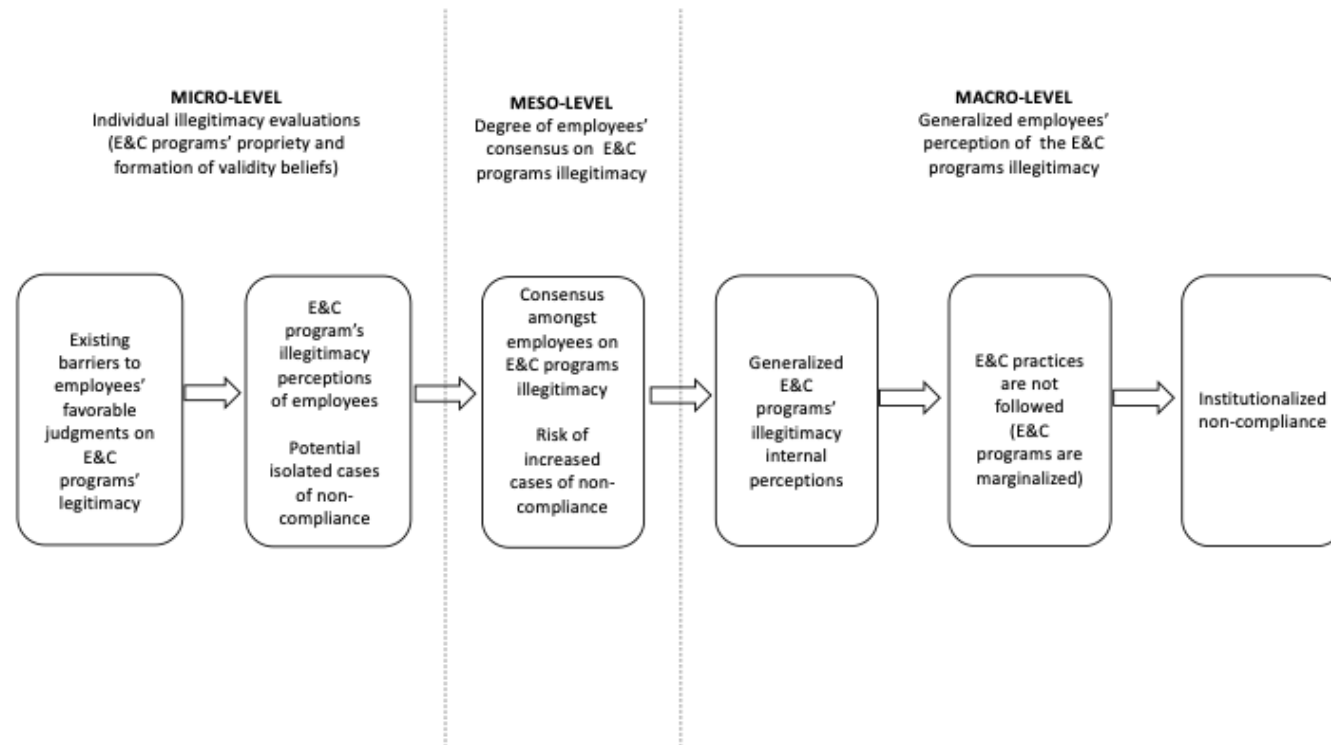 MICRO-LEVEL
Individual illegitimacy evaluations
(E&C programs' propriety and
formation of validity beliefs)
MESO-LEVEL
Degree of employees'
consensus on E&C
programs illegitimacy
MACRO-LEVEL
Generalized employees'
perception of the E&C
programs illegitimacy
Existing
barriers to
employees'
favorable
judgments on
E&C
programs'
legitimacy
E&C
program's
illegitimacy
perceptions
of employees
Potential
isolated cases
of non-
compliance
Consensus
amongst
employees on
E&C programs
illegitimacy
Risk of
increased
cases of non-
compliance
Generalized
E&C
programs'
illegitimacy
internal
perceptions
E&C practices
are not
followed
(E&C
programs are
marginalized)
Institutionalized
non-compliance